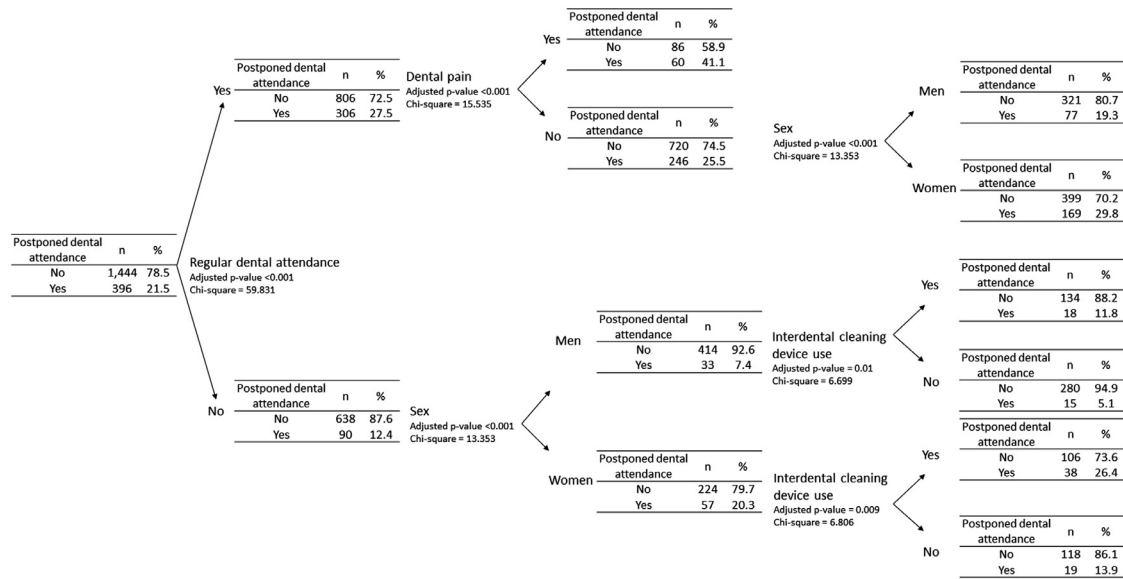 Postponed dental attendance n %
No 1,444 78.5
Yes 396 21.5
Regular dental attendance
Adjusted p-value <0.001
Chi-square = 59.831
Yes
Postponed dental attendance n %
No 806 72.5
Yes 306 27.5
Dental pain
Adjusted p-value <0.001
Chi-square = 15.535
Yes
Postponed dental attendance n %
No 86 58.9
Yes 60 41.1
No
Postponed dental attendance n %
No 720 74.5
Yes 246 25.5
Sex
Adjusted p-value <0.001
Chi-square = 13.353
Men
Postponed dental attendance n %
No 321 80.7
Yes 77 19.3
Women
Postponed dental attendance n %
No 399 70.2
Yes 169 29.8
No
Postponed dental attendance n %
No 638 87.6
Yes 90 12.4
Sex
Adjusted p-value <0.001
Chi-square = 13.353
Men
Postponed dental attendance n %
No 414 92.6
Yes 33 7.4
Interdental cleaning
device use
Adjusted p-value = 0.01
Chi-square = 6.699
Yes
Postponed dental attendance n %
No 134 88.2
Yes 18 11.8
No
Postponed dental attendance n %
No 280 94.9
Yes 15 5.1
Women
Postponed dental attendance n %
No 224 79.7
Yes 57 20.3
Interdental cleaning
device use
Adjusted p-value = 0.009
Chi-square = 6.806
Yes
Postponed dental attendance n %
No 106 73.6
Yes 38 26.4
No
Postponed dental attendance n %
No 118 86.1
Yes 19 13.9